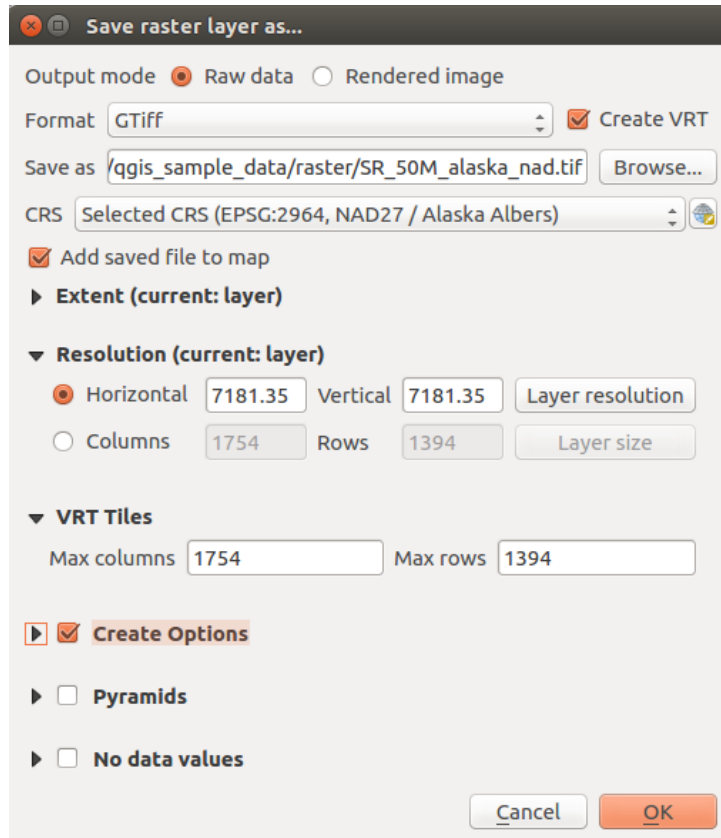 Save raster layer as...
Output mode Raw data Rendered image
Format GTiff Create VRT
Save as /qgis_sample_data/raster/SR_50M_alaska_nad.tif Browse...
CRS Selected CRS (EPSG:2964, NAD27 / Alaska Albers)
Add saved file to map
Extent (current: layer)
Resolution (current: layer)
Horizontal 7181.35 Vertical 7181.35 Layer resolution
Columns 1754 Rows 1394 Layer size
VRT Tiles
Max columns 1754 Max rows 1394
Create Options
Pyramids
No data values
Cancel OK